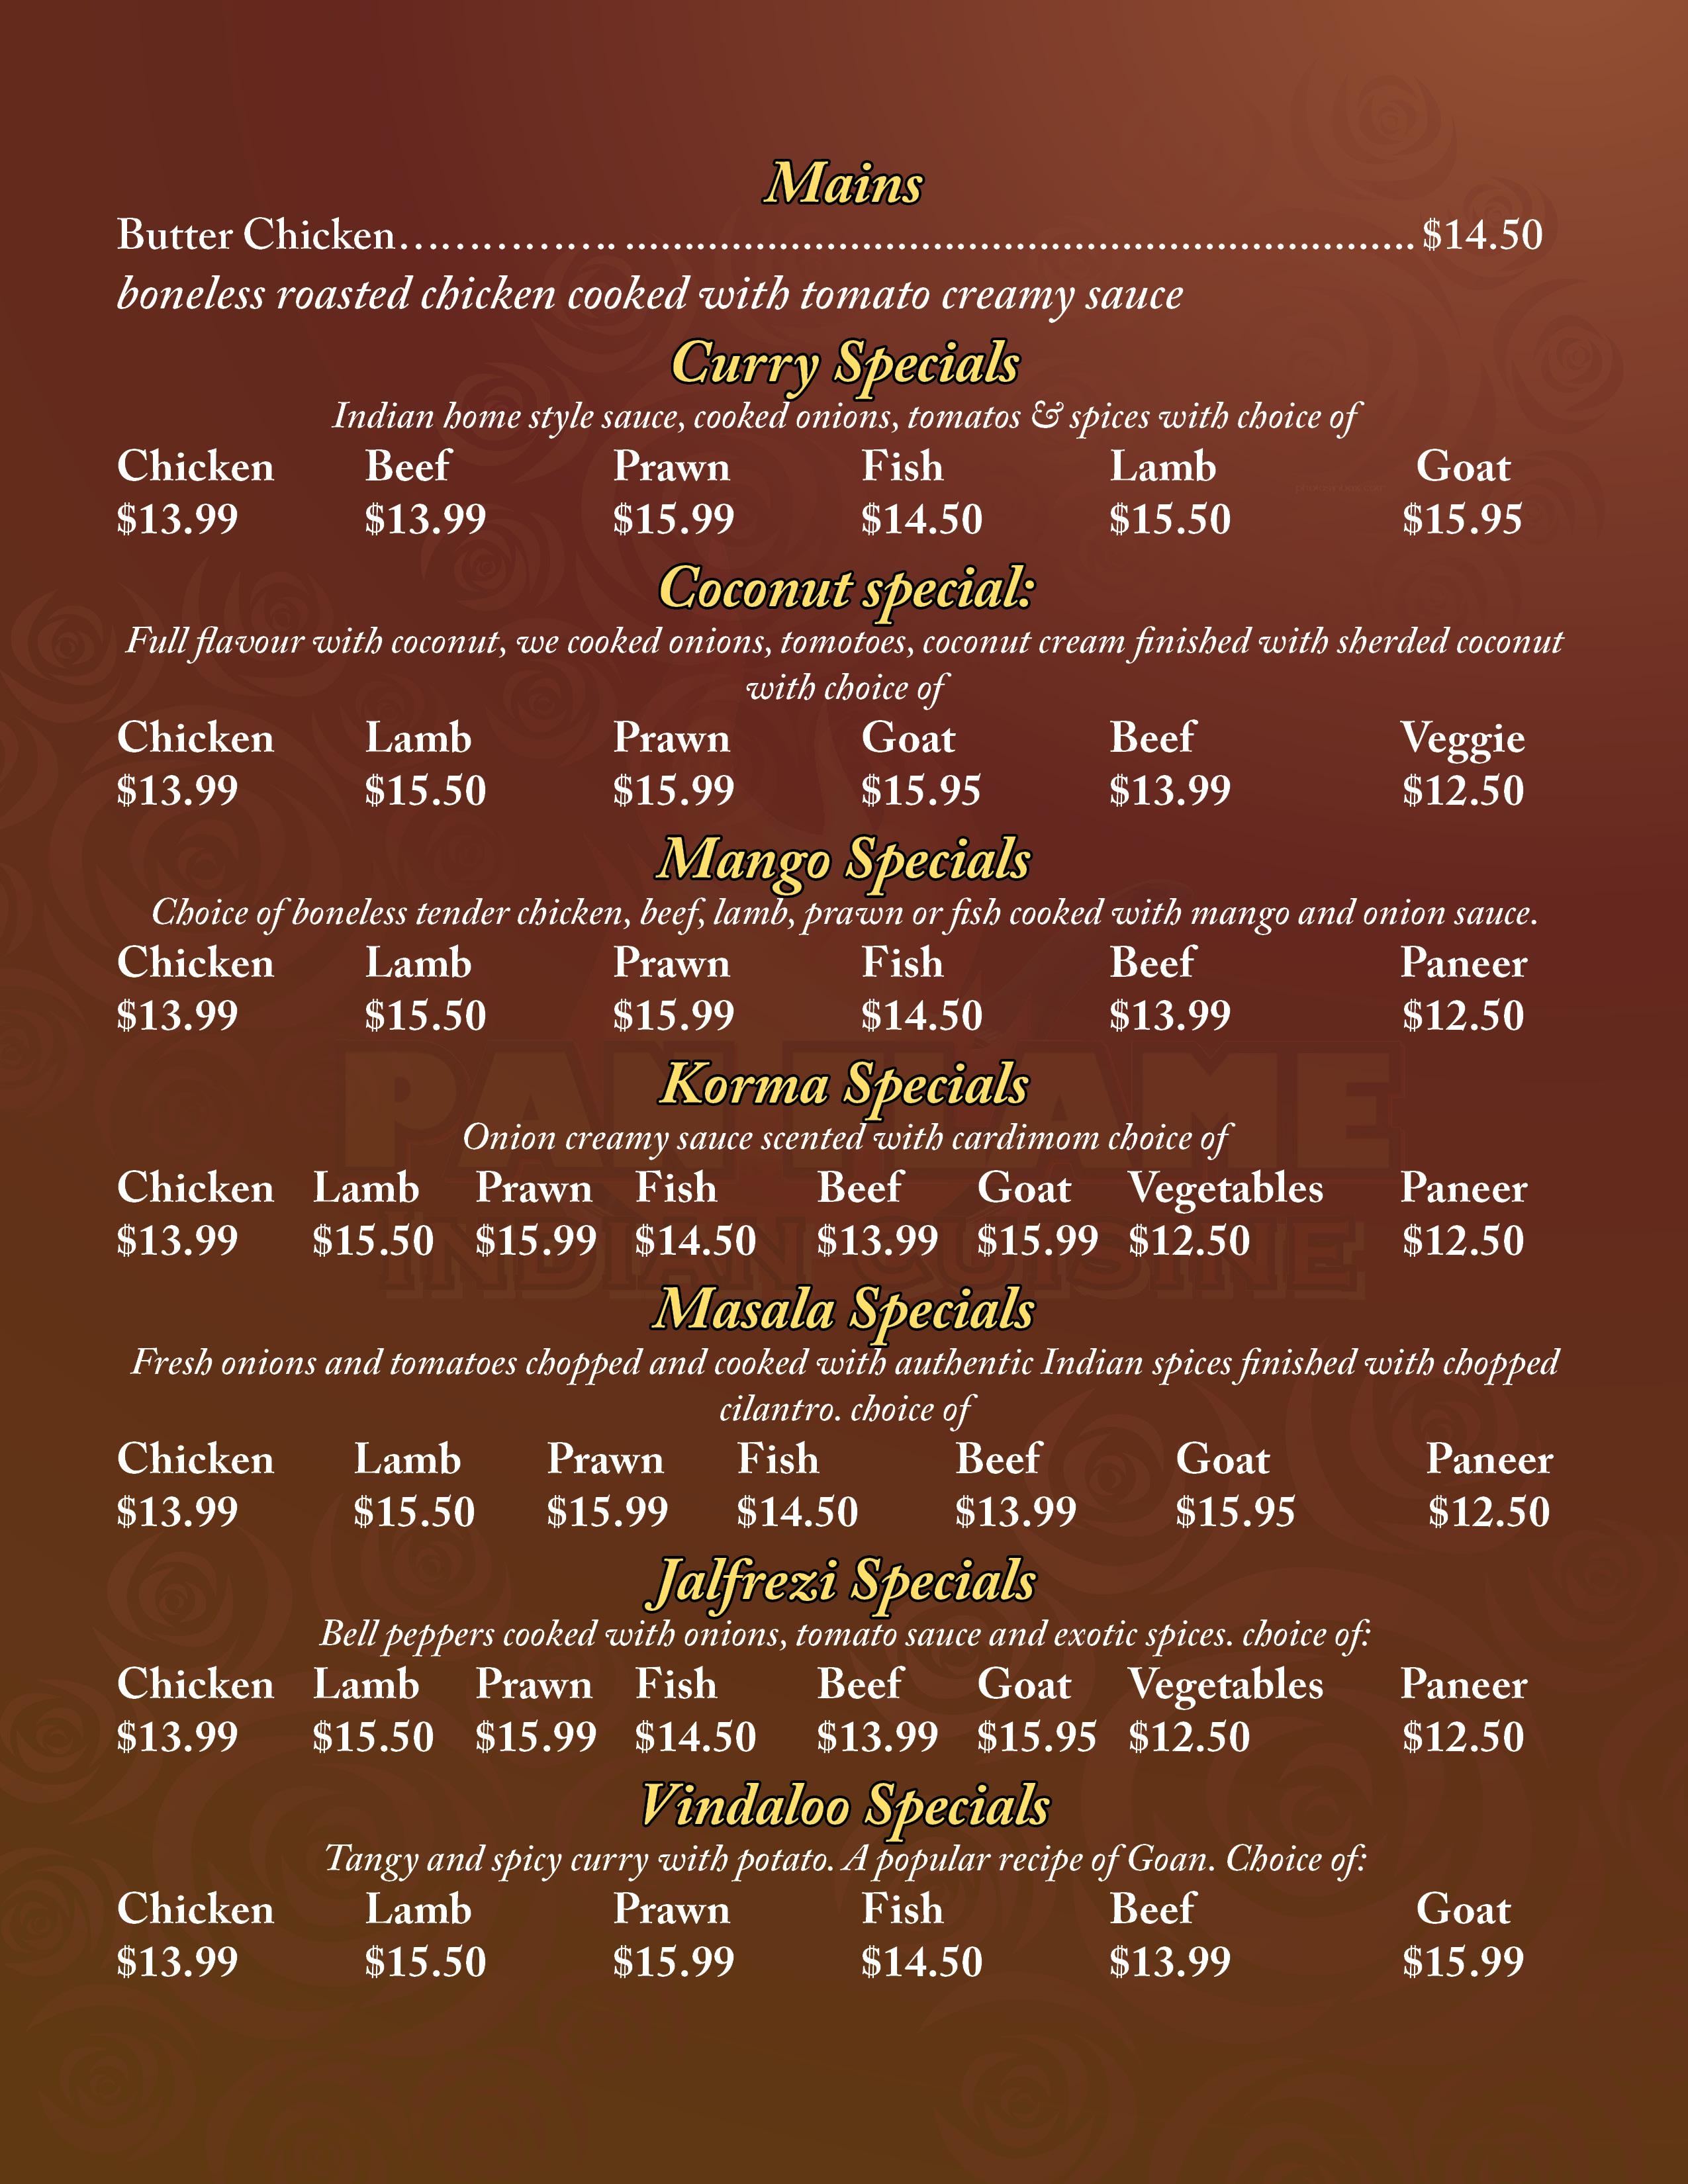 Mains
Butter Chicken................ .................................................................... $14.50
boneless roasted chicken cooked with tomato creamy sauce
Curry Specials
Indian home style sauce, cooked onions, tomatos & spices with choice of
Chicken Beef Prawn Fish Lamb Goat
$13.99 $13.99 $15.99 $14.50 $15.50 $15.95
Coconut special:
Full flavour with coconut, we cooked onions, tomotoes, coconut cream finished with sherded coconut
with choice of
Chicken Lamb Prawn Goat Beef Veggie
$13.99 $15.50 $15.99 $15.95 $13.99 $12.50
Mango Specials
Choice of boneless tender chicken, beef, lamb, prawn or fish cooked with mango and onion sauce.
Chicken Lamb Prawn Fish Beef Paneer
$13.99 $15.50 $15.99 $14.50 $13.99 $12.50
PAN FLAME
Korma Specials
Onion creamy sauce scented with cardimom choice of
Chicken Lamb Prawn Fish Beef Goat Vegetables Paneer
$13.99 $15.50 $15.99 $14.50 $13.99 $15.99 $12.50 $12.50
INDIAN CUISINE
Masala Specials
Fresh onions and tomatoes chopped and cooked with authentic Indian spices finished with chopped
cilantro. choice of
Chicken Lamb Prawn Fish Beef Goat Paneer
$13.99 $15.50 $15.99 $14.50 $13.99 $15.95 $12.50
Jalfrezi Specials
Bell peppers cooked with onions, tomato sauce and exotic spices. choice of:
Chicken Lamb Prawn Fish Beef Goat Vegetables Paneer
$13.99 $15.50 $15.99 $14.50 $13.99 $15.95 $12.50 $12.50
Vindaloo Specials
Tangy and spicy curry with potato. A popular recipe of Goan. Choice of:
Chicken Lamb Prawn Fish Beef Goat
$13.99 $15.50 $15.99 $14.50 $13.99 $15.99